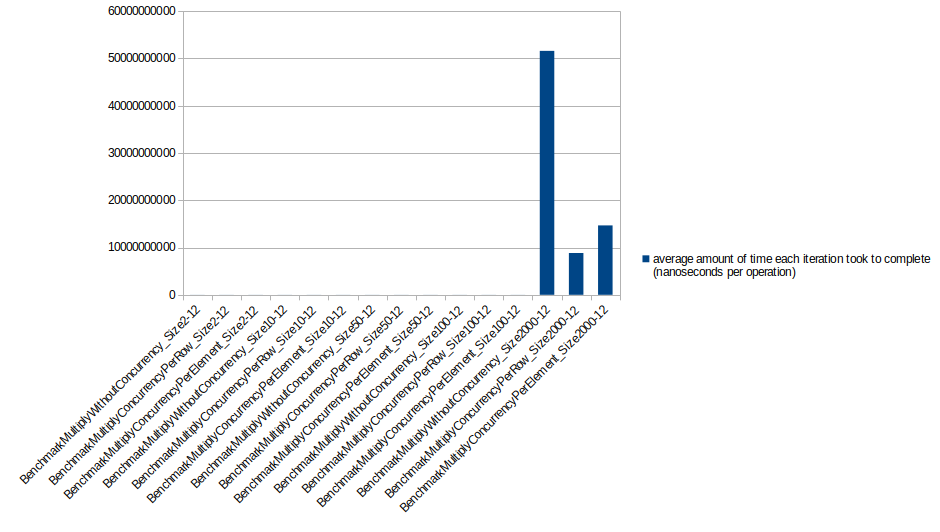 60000000000
50000000000
40000000000
30000000000
20000000000
10000000000
0
BenchmarkMultiplyWithoutConcurrency_Size2-12
BenchmarkMultiplyConcurrencyPerRow_Size2-12
BenchmarkMultiplyConcurrencyPerElement_Size2-12
BenchmarkMultiplyWithoutConcurrency_Size10-12
BenchmarkMultiplyConcurrencyPerRow_Size10-12
BenchmarkMultiplyConcurrencyPerElement_Size10-12
BenchmarkMultiplyWithoutConcurrency_Size50-12
BenchmarkMultiplyConcurrencyPerRow_Size50-12
BenchmarkMultiplyConcurrencyPerElement_Size50-12
BenchmarkMultiplyWithoutConcurrency_Size100-12
BenchmarkMultiplyConcurrencyPerRow_Size100-12
BenchmarkMultiplyConcurrencyPerElement_Size100-12
BenchmarkMultiplyWithoutConcurrency_Size2000-12
BenchmarkMultiplyConcurrencyPerRow_Size2000-12
BenchmarkMultiplyConcurrencyPerElement_Size2000-12
average amount of time each iteration took to complete
(nanoseconds per operation)